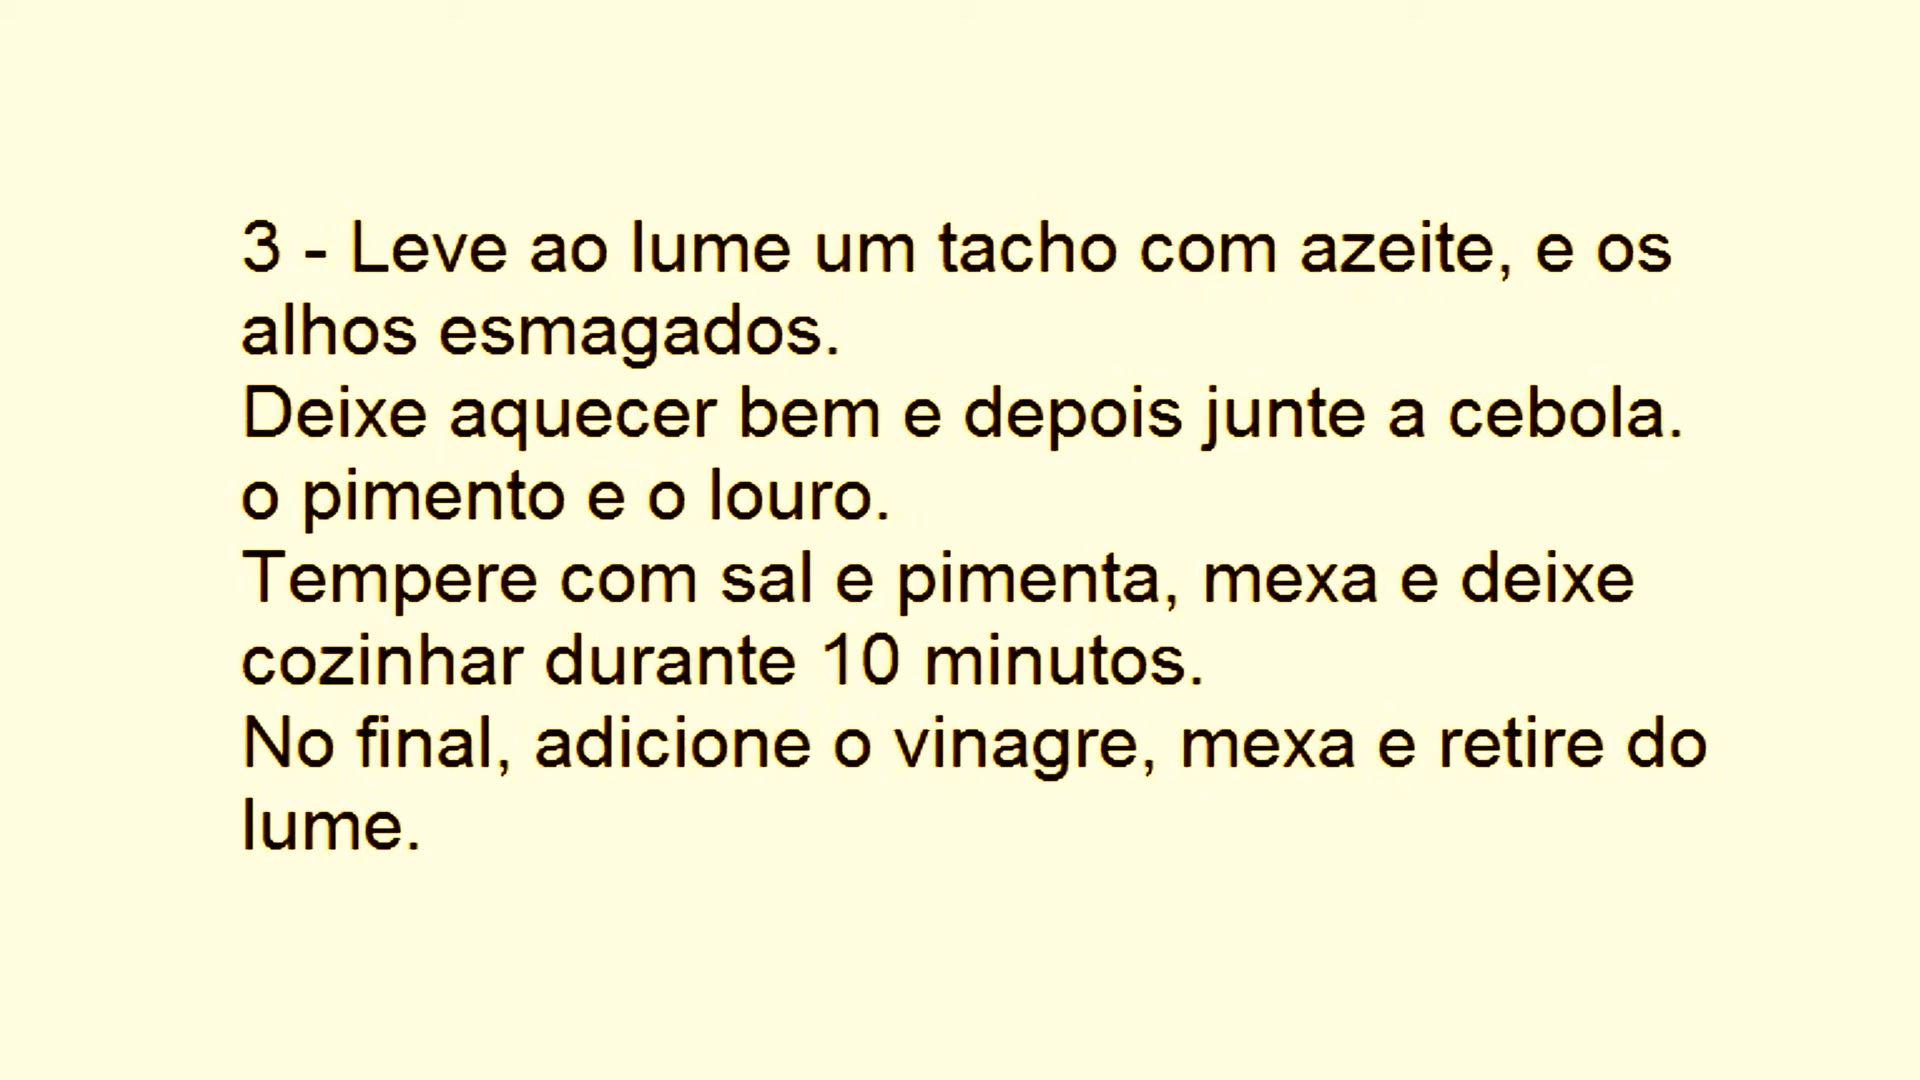 3 - Leve ao lume um tacho com azeite, e os
alhos esmagados.
Deixe aquecer bem e depois junte a cebola.
o pimento e o louro.
Tempere com sal e pimenta, mexa e deixe
cozinhar durante 10 minutos.
No final, adicione o vinagre, mexa e retire do
lume.